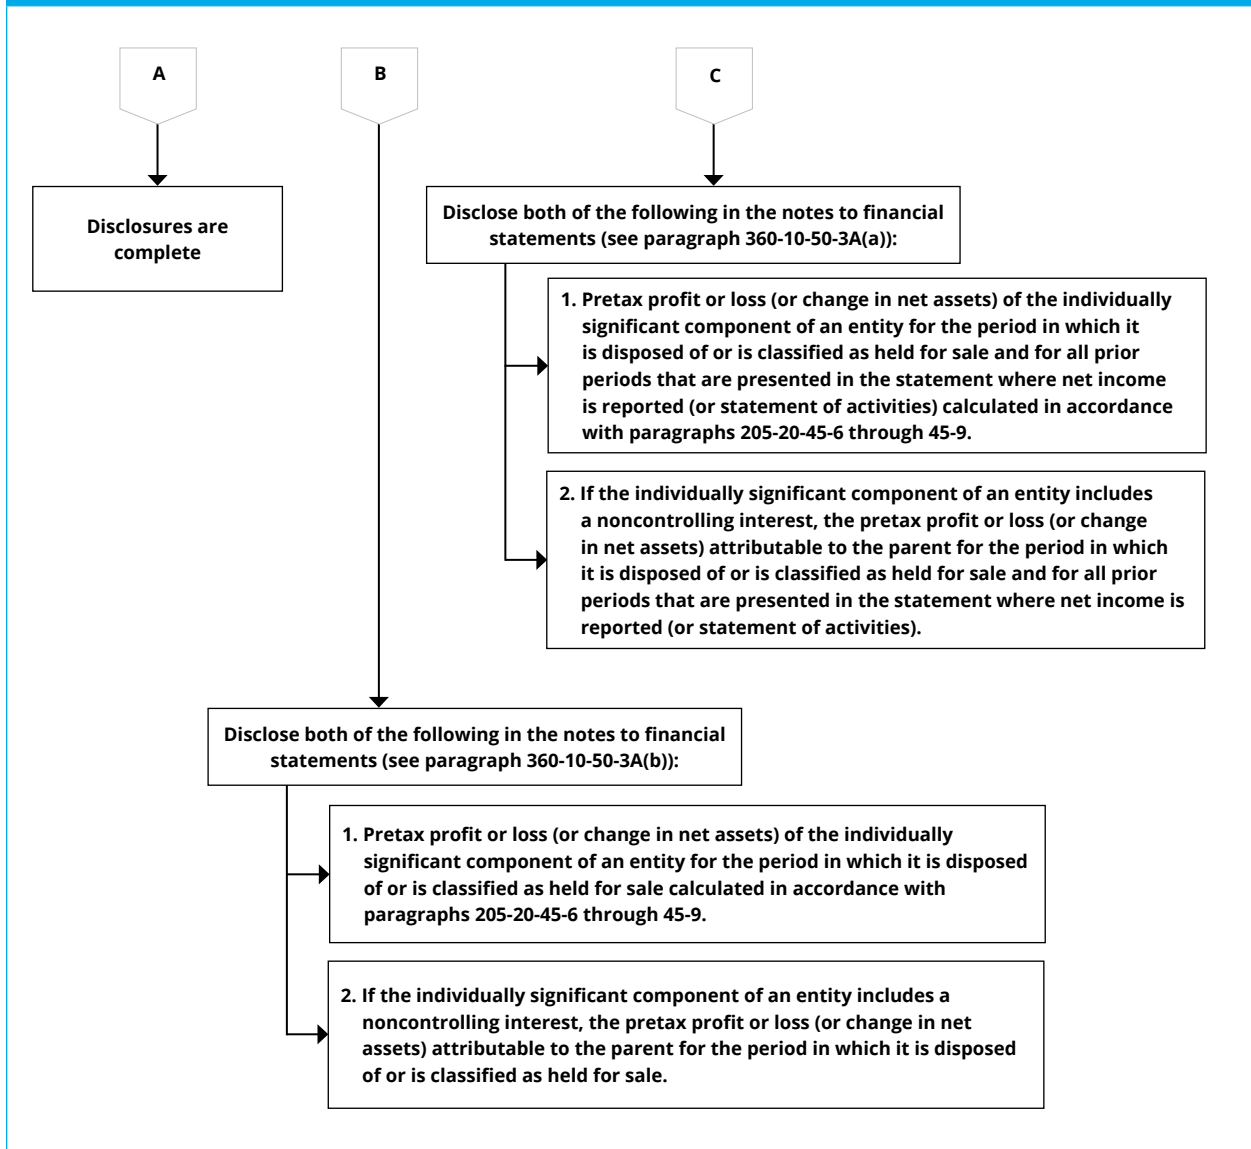 A
B
C
Disclosures are
complete
Disclose both of the following in the notes to financial
statements (see paragraph 360-10-50-3A(a)):
1. Pretax profit or loss (or change in net assets) of the individually
significant component of an entity for the period in which it
is disposed of or is classified as held for sale and for all prior
periods that are presented in the statement where net income
is reported (or statement of activities) calculated in accordance
with paragraphs 205-20-45-6 through 45-9.
2. If the individually significant component of an entity includes
a noncontrolling interest, the pretax profit or loss (or change
in net assets) attributable to the parent for the period in which
it is disposed of or is classified as held for sale and for all prior
periods that are presented in the statement where net income is
reported (or statement of activities).
Disclose both of the following in the notes to financial
statements (see paragraph 360-10-50-3A(b)):
1. Pretax profit or loss (or change in net assets) of the individually
significant component of an entity for the period in which it is disposed
of or is classified as held for sale calculated in accordance with
paragraphs 205-20-45-6 through 45-9.
2. If the individually significant component of an entity includes a
noncontrolling interest, the pretax profit or loss (or change in net
assets) attributable to the parent for the period in which it is disposed
of or is classified as held for sale.